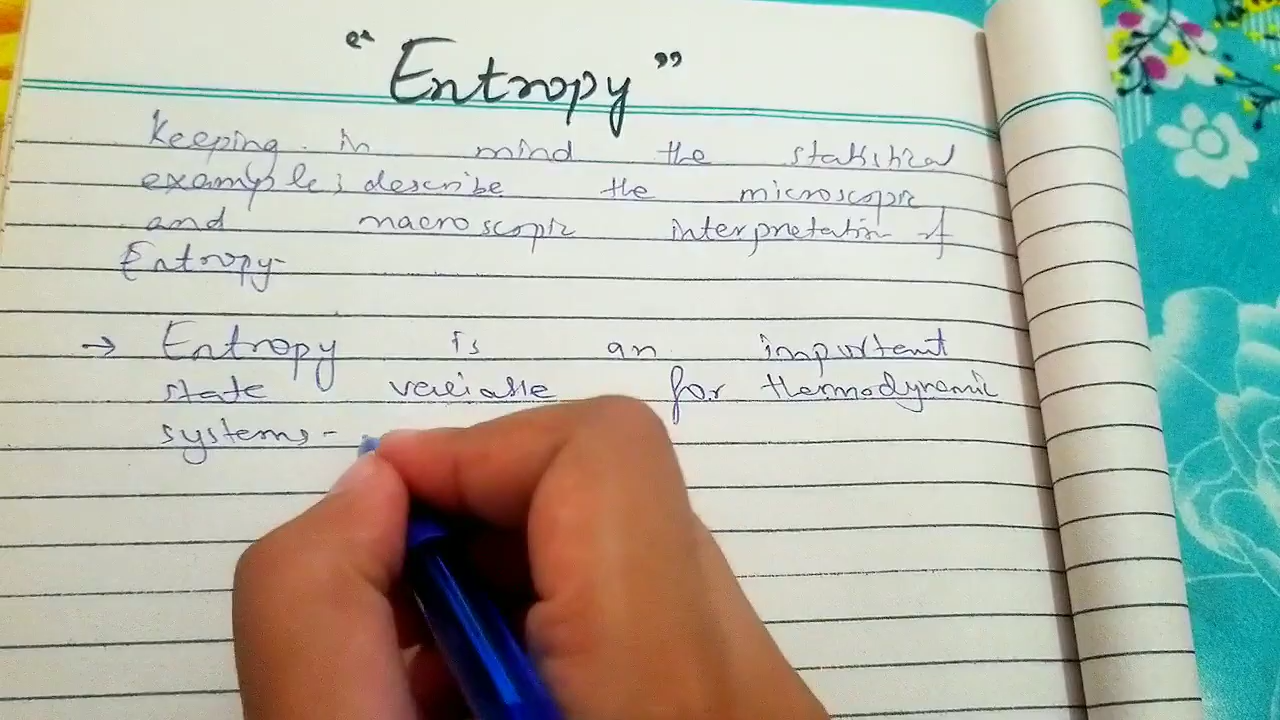 "Entropy"
Keeping in mind the statistical
example; describe the microscopic
and macroscopic interpretation of
Entropy-
→ Entropy is an important
state variable for thermodynamic
systems-